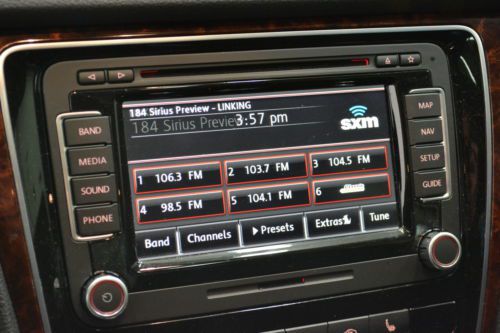 184 Sirius Preview - LINKING
184 Sirius Preview 3:57 pm
sxm
1 106.3 FM 2 103.7 FM 3 104.5 FM
4 98.5 FM 5 104.1 FM 6
Band Channels Presets Extras Tune
BAND
MEDIA
SOUND
PHONE
MAP
NAV
SETUP
GUIDE